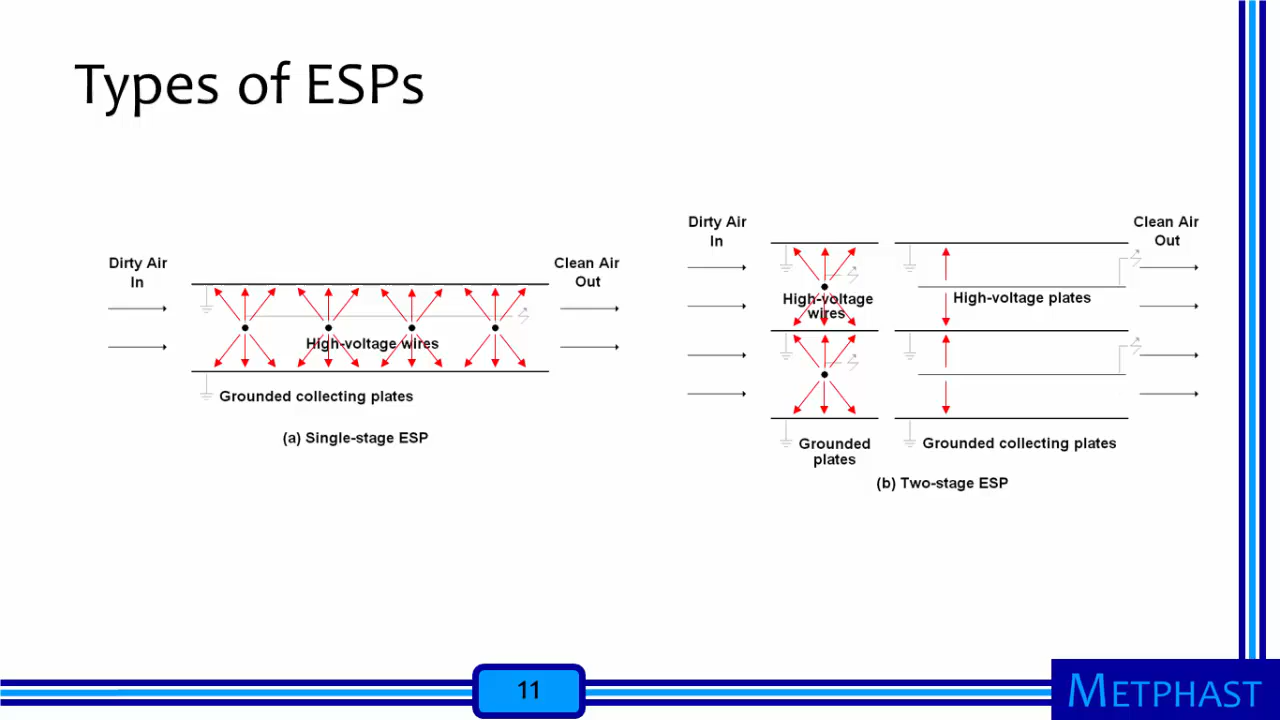 Types of ESPs
Dirty Air
In
Clean Air
Out
High-voltage wires
Grounded collecting plates
(a) Single-stage ESP
Dirty Air
In
Clean Air
Out
High-voltage
wires
High-voltage plates
Grounded
plates
Grounded collecting plates
(b) Two-stage ESP
11
METPHAST